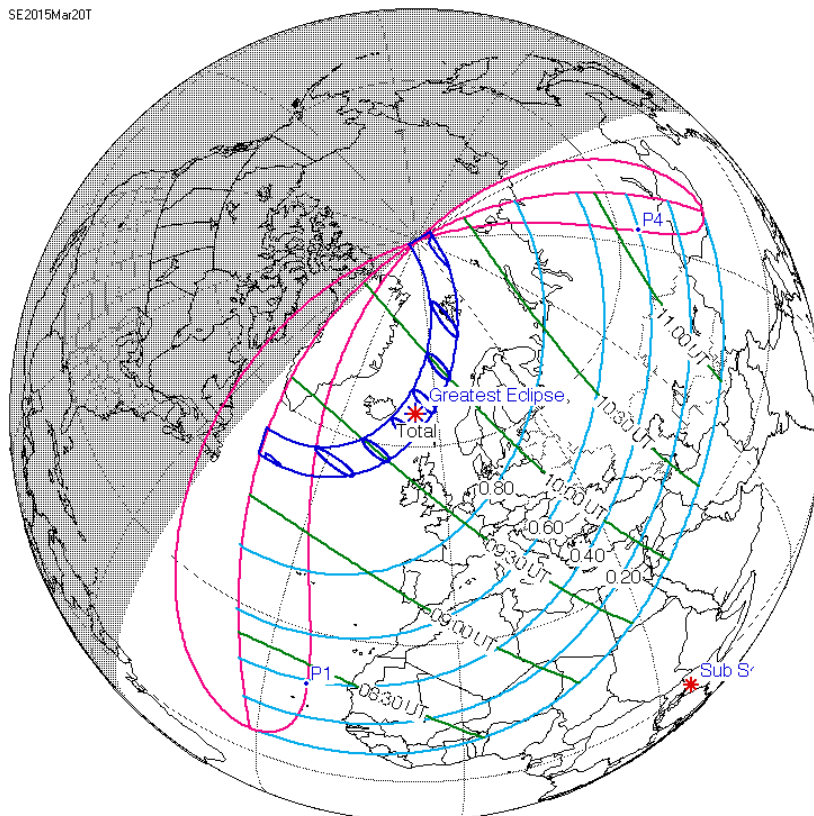 SE2015Mar20T
P4
11:00 UT
Greatest Eclipse
10:30 UT
Total
0.80
10:00 UT
0.60
09:30 UT
0.40
0.20
09:00 UT
P1
Sub S
08:30 UT